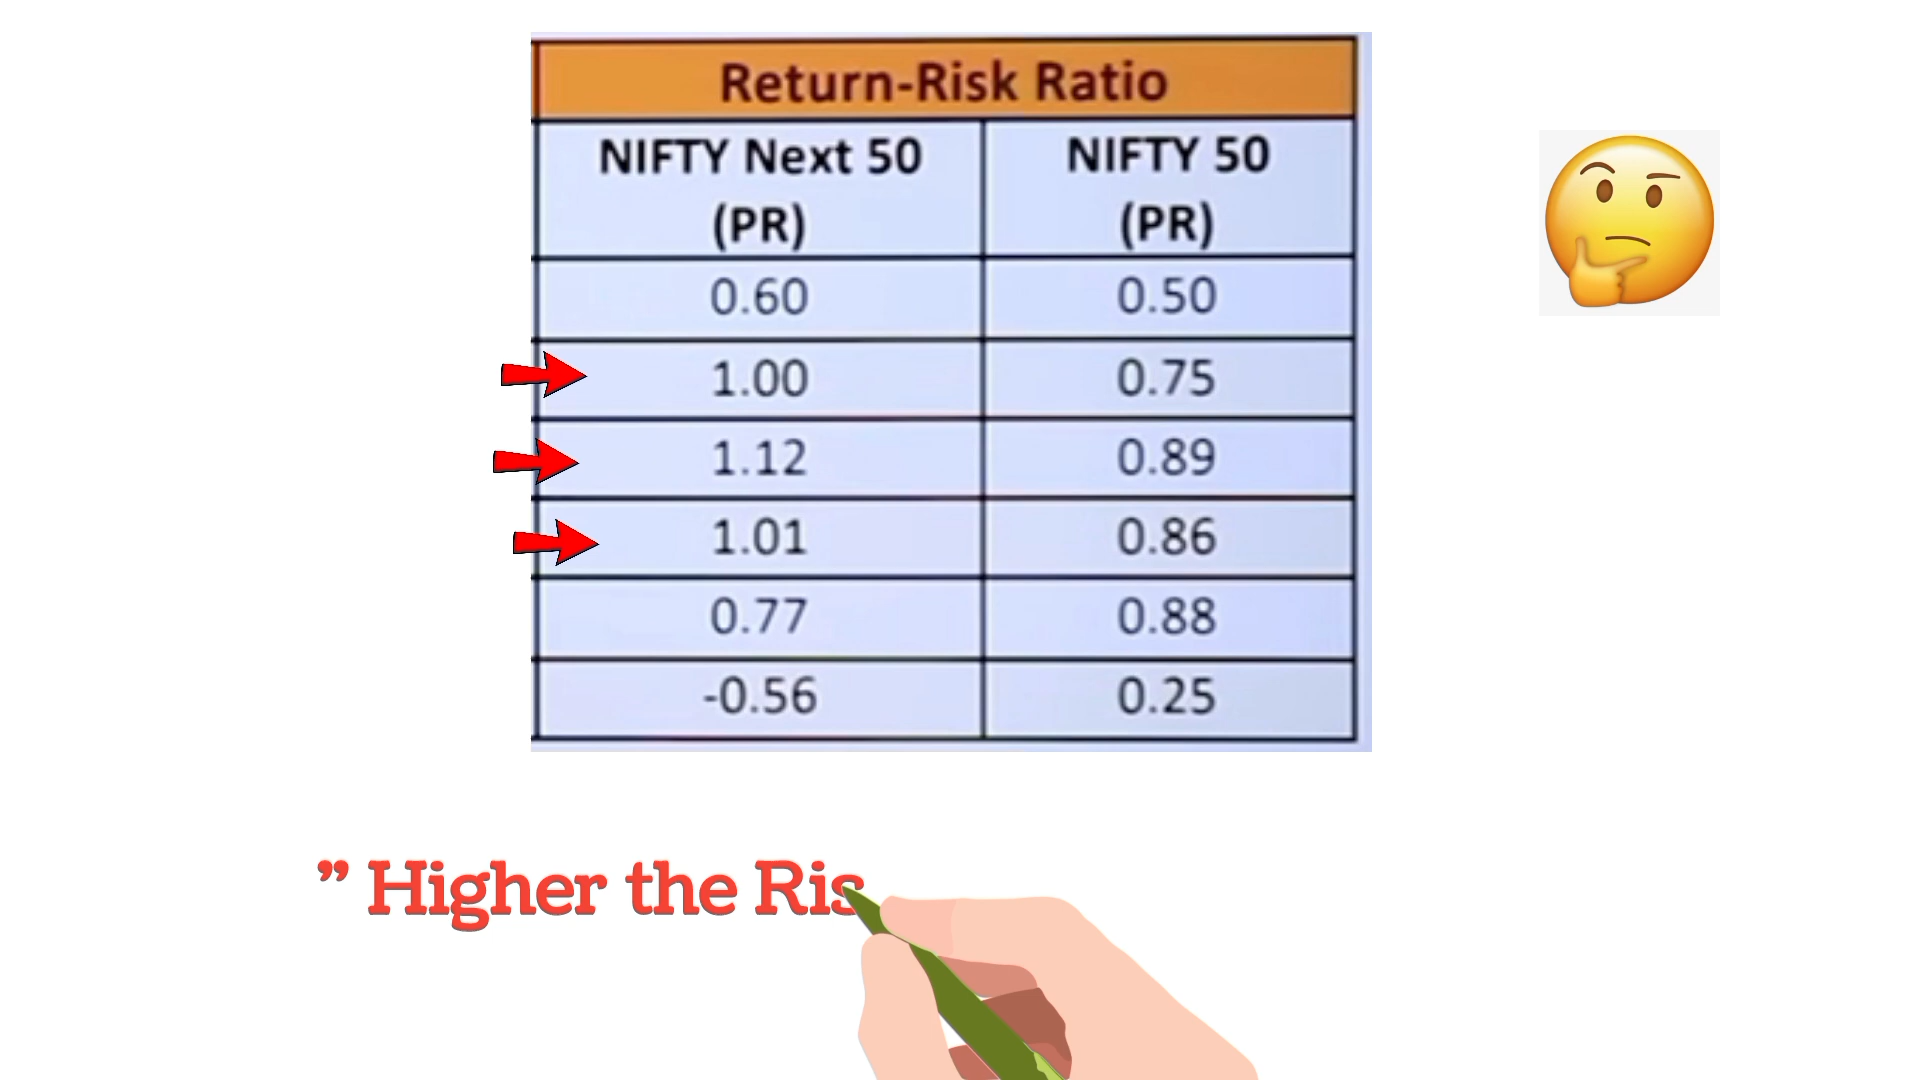 Return-Risk Ratio
NIFTY Next 50 NIFTY 50
(PR) (PR)
0.60 0.50
1.00 0.75
1.12 0.89
1.01 0.86
0.77 0.88
-0.56 0.25
” Higher the Ris